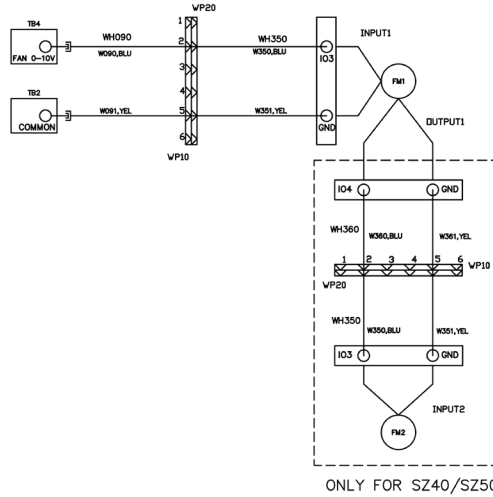 WP20
TB4
FAN 0-10V
WH090
W090,BLU
1
2
3
4
5
6
WH350
W350,BLU
IO3
INPUT1
FM1
TB2
COMMON
W091,YEL
W351,YEL
GND
WP10
OUTPUT1
IO4
GND
WH360
W360,BLU
W361,YEL
1 2 3 4 5 6
WP10
WP20
WH350
W350,BLU
W351,YEL
IO3
GND
INPUT2
FM2
ONLY FOR SZ40/SZ50